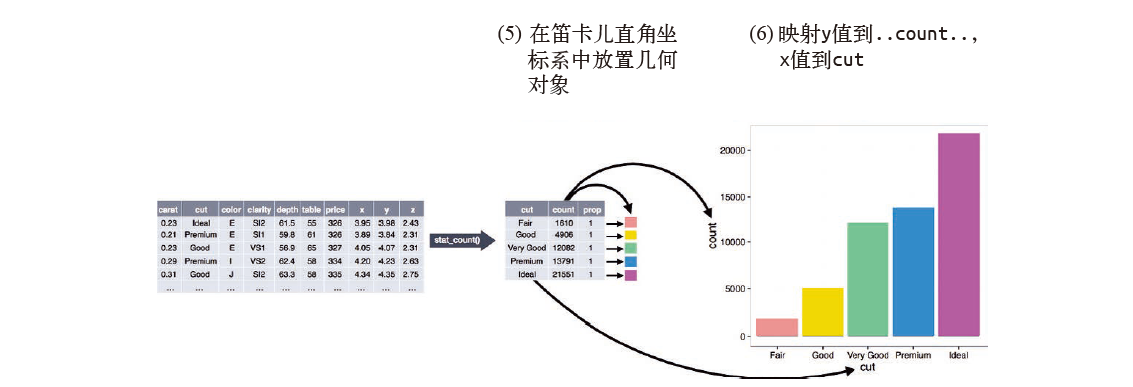 (5) 在笛卡儿直角坐
标系中放置几何
对象
(6) 映射y值到..count..,
x值到cut
carat cut color clarity depth table price x y z
0.23 Ideal E SI2 61.5 55 326 3.95 3.98 2.43
0.21 Premium E SI1 59.8 61 326 3.89 3.84 2.31
0.23 Good E VS1 56.9 65 327 4.05 4.07 2.31
0.29 Premium I VS2 62.4 58 334 4.20 4.23 2.63
0.31 Good J SI2 63.3 58 335 4.34 4.35 2.75
... ... ... ... ... ... ... ... ... ...
stat_count()
cut count prop
Fair 1610 1
Good 4906 1
Very Good 12082 1
Premium 13791 1
Ideal 21551 1
... ... ...
count
20000
15000
10000
5000
0
Fair Good Very Good Premium Ideal
cut